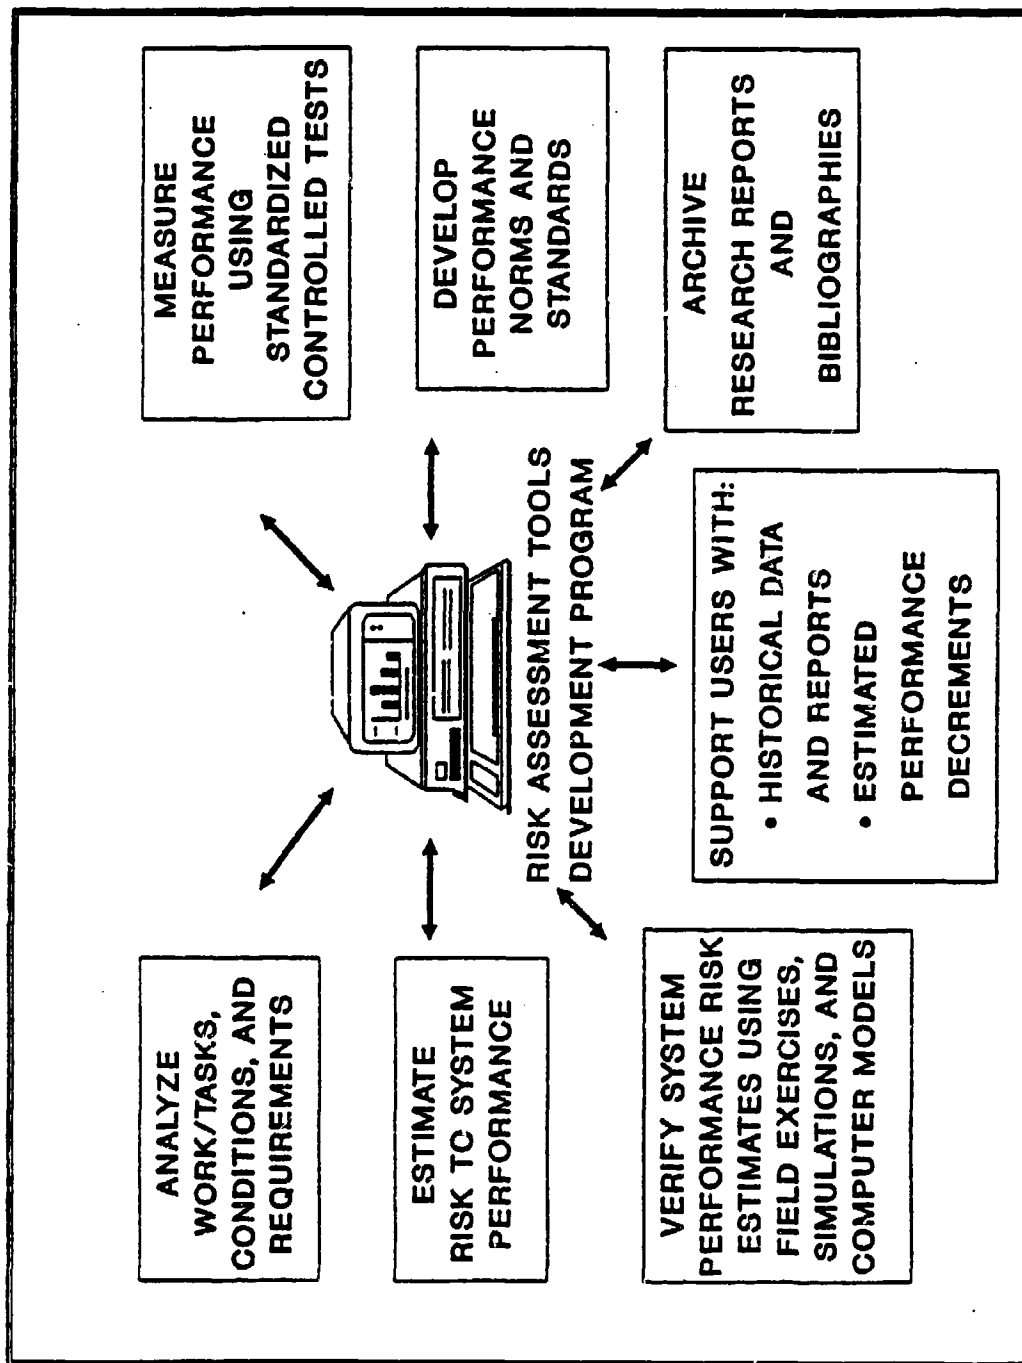 ANALYZE
WORK/TASKS,
CONDITIONS, AND
REQUIREMENTS
MEASURE
PERFORMANCE
USING
STANDARDIZED
CONTROLLED TESTS
ESTIMATE
RISK TO SYSTEM
PERFORMANCE
DEVELOP
PERFORMANCE
NORMS AND
STANDARDS
RISK ASSESSMENT TOOLS
DEVELOPMENT PROGRAM
VERIFY SYSTEM
PERFORMANCE RISK
ESTIMATES USING
FIELD EXERCISES,
SIMULATIONS, AND
COMPUTER MODELS
SUPPORT USERS WITH:
• HISTORICAL DATA
AND REPORTS
• ESTIMATED
PERFORMANCE
DECREMENTS
ARCHIVE
RESEARCH REPORTS
AND
BIBLIOGRAPHIES